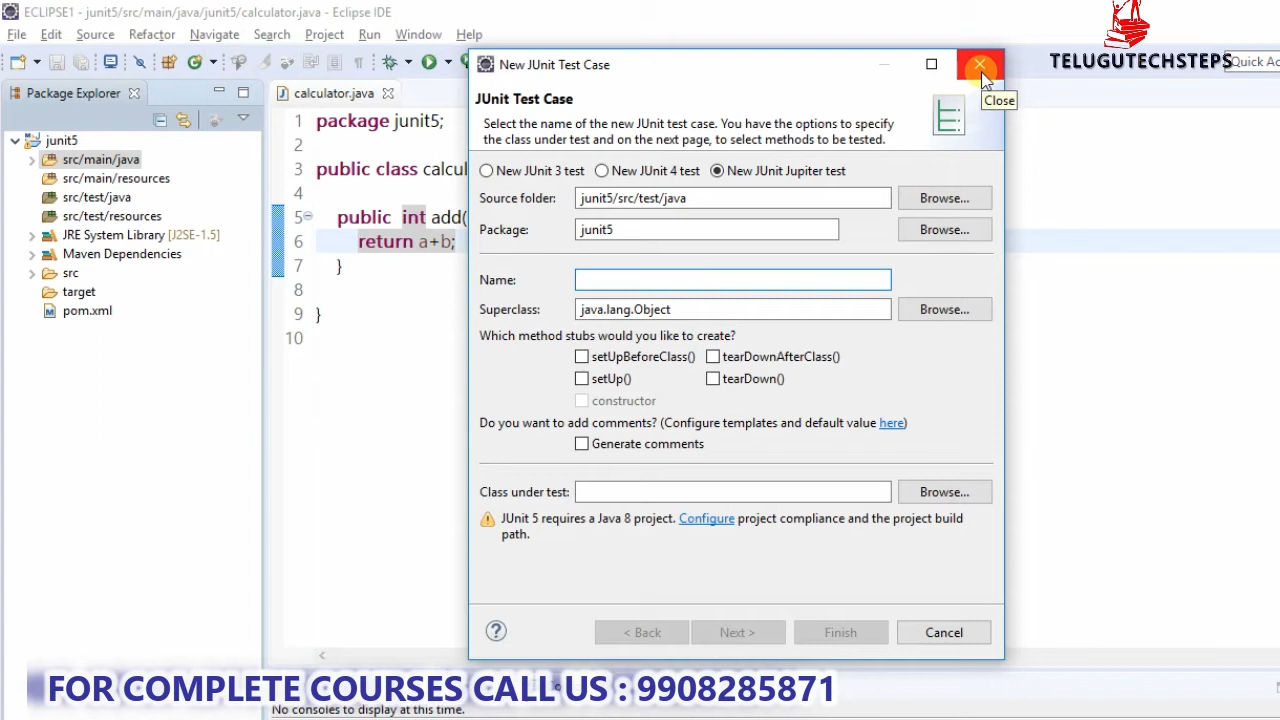 ECLIPSE1 - junit5/src/main/java/junit5/calculator.java - Eclipse IDE
File Edit Source Refactor Navigate Search Project Run Window Help
TELUGUTECHSTEPS
Quick Ac
Package Explorer
junit5
src/main/java
src/main/resources
src/test/java
src/test/resources
JRE System Library [J2SE-1.5]
Maven Dependencies
src
target
pom.xml
calculator.java
1 package junit5;
2
3 public class calcul
4
5 public int add(
6 return a+b;
7 }
8
9 }
10
New JUnit Test Case
Close
JUnit Test Case
Select the name of the new JUnit test case. You have the options to specify
the class under test and on the next page, to select methods to be tested.
New JUnit 3 test New JUnit 4 test New JUnit Jupiter test
Source folder: junit5/src/test/java Browse...
Package: junit5 Browse...
Name:
Superclass: java.lang.Object Browse...
Which method stubs would you like to create?
setUpBeforeClass() tearDownAfterClass()
setUp() tearDown()
constructor
Do you want to add comments? (Configure templates and default value here)
Generate comments
Class under test: Browse...
JUnit 5 requires a Java 8 project. Configure project compliance and the project build
path.
< Back Next > Finish Cancel
FOR COMPLETE COURSES CALL US : 9908285871
No consoles to display at this time.